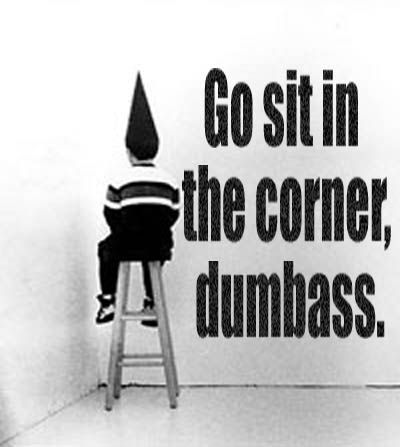 Go sit in
the corner,
dumbass.